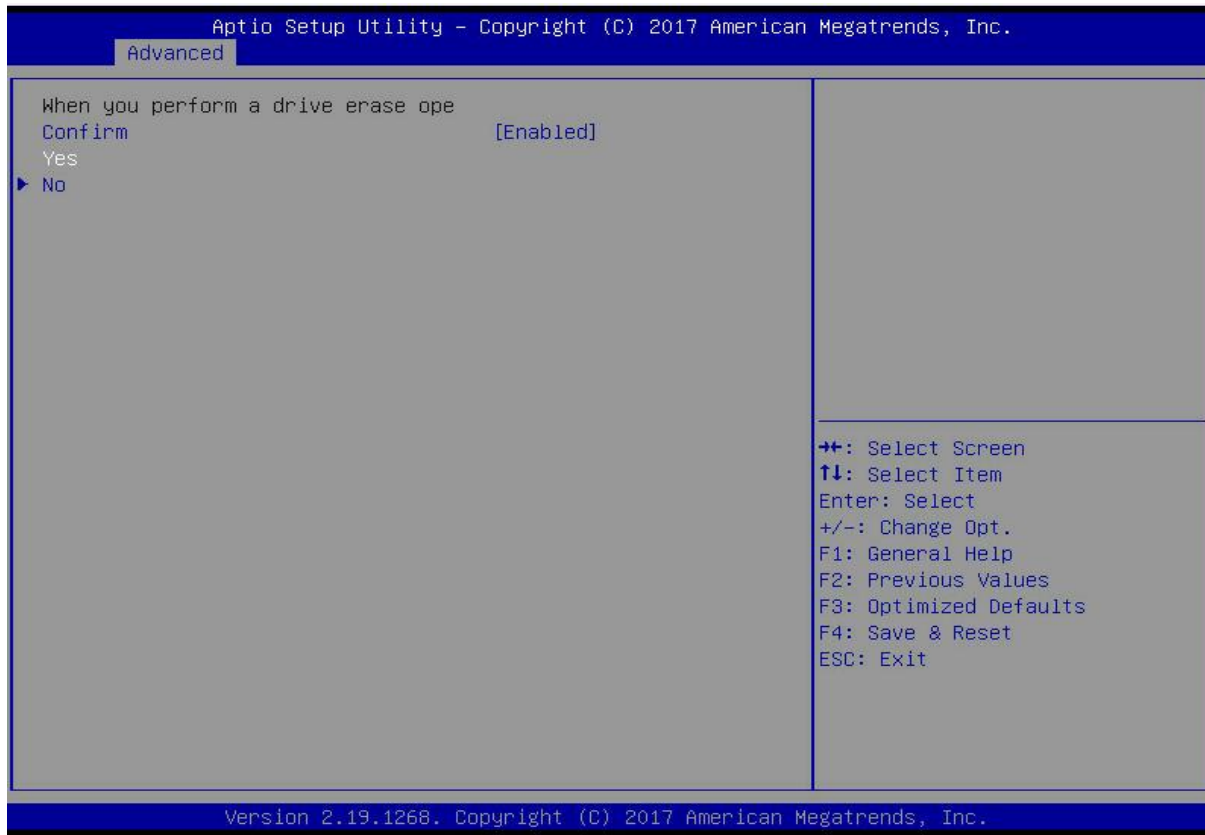 Aptio Setup Utility – Copyright (C) 2017 American Megatrends, Inc.
Advanced
When you perform a drive erase ope
Confirm [Enabled]
Yes
▶ No
→←: Select Screen
↑↓: Select Item
Enter: Select
+/-: Change Opt.
F1: General Help
F2: Previous Values
F3: Optimized Defaults
F4: Save & Reset
ESC: Exit
Version 2.19.1268. Copyright (C) 2017 American Megatrends, Inc.